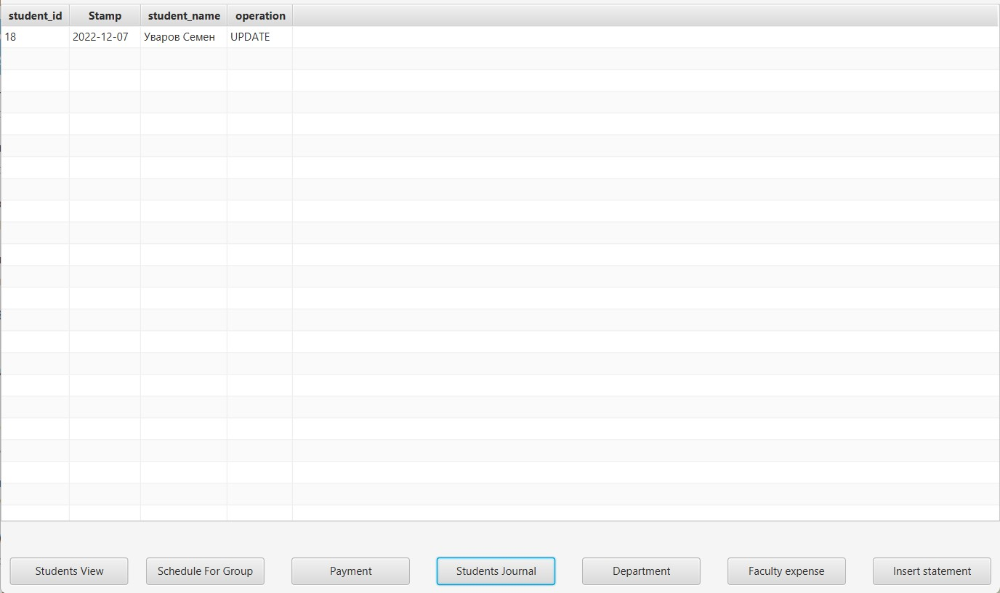 student_id Stamp student_name operation
18 2022-12-07 Уваров Семен UPDATE
Students View Schedule For Group Payment Students Journal Department Faculty expense Insert statement